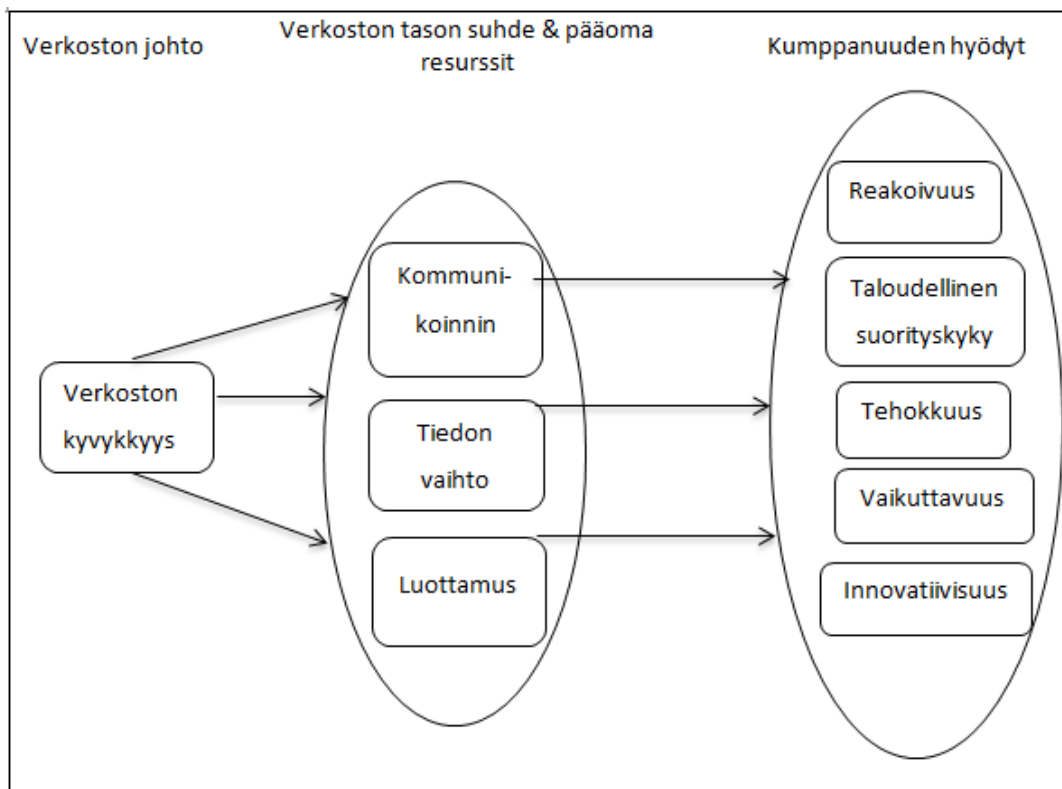 Verkoston johto
Verkoston tason suhde & pääoma
resurssit
Kumppanuuden hyödyt
Verkoston
kyvykkyys
Kommuni-
koinnin
Tiedon
vaihto
Luottamus
Reakoivuus
Taloudellinen
suorityskyky
Tehokkuus
Vaikuttavuus
Innovatiivisuus